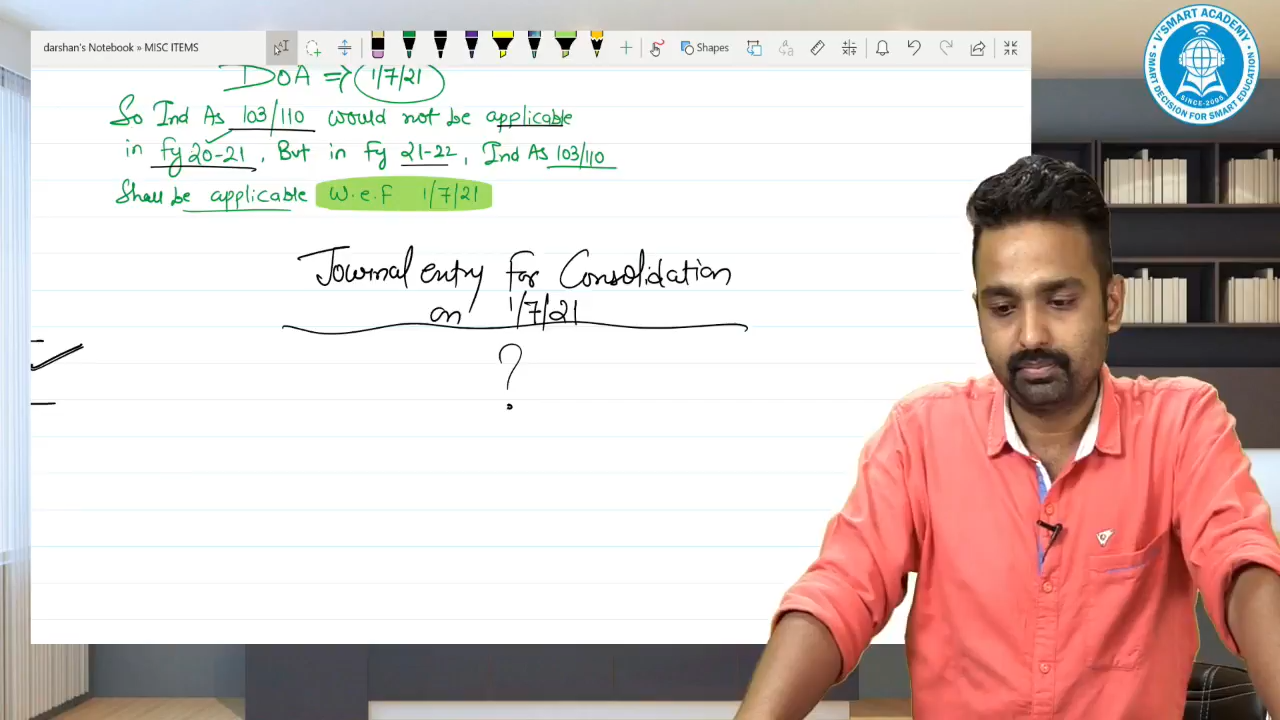 darshan's Notebook » MISC ITEMS
Shapes
DOA ⇒ 1/7/21
So Ind As 103/110 would not be applicable
in Fy 20-21, But in Fy 21-22, Ind As 103/110
Shall be applicable W.e.f 1/7/21
Journal entry for Consolidation
on 1/7/21
?
V'SMART ACADEMY
SINCE-2005
SMART DECISION FOR SMART EDUCATION